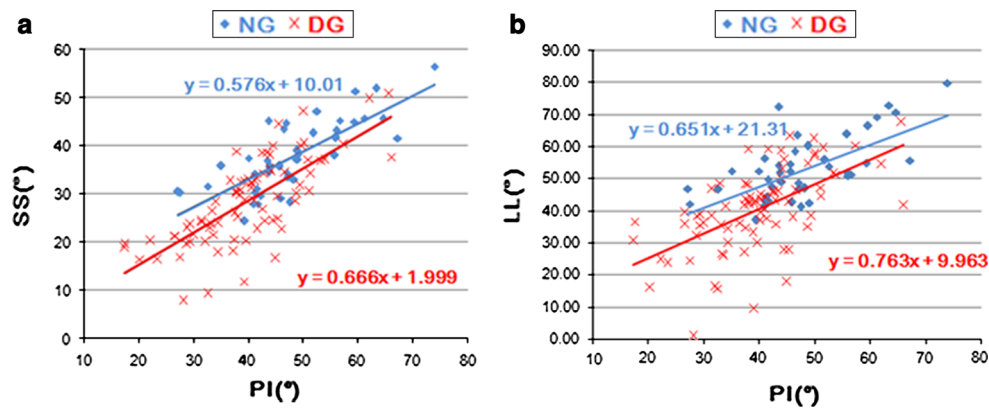 a
NG DG
60
50
40
30
20
10
0
10 20 30 40 50 60 70 80
SS(º)
PI(º)
y = 0.576x + 10.01
y = 0.666x + 1.999
b
NG DG
90.00
80.00
70.00
60.00
50.00
40.00
30.00
20.00
10.00
0.00
10 20 30 40 50 60 70 80
LL(º)
PI(º)
y = 0.651x + 21.31
y = 0.763x + 9.963